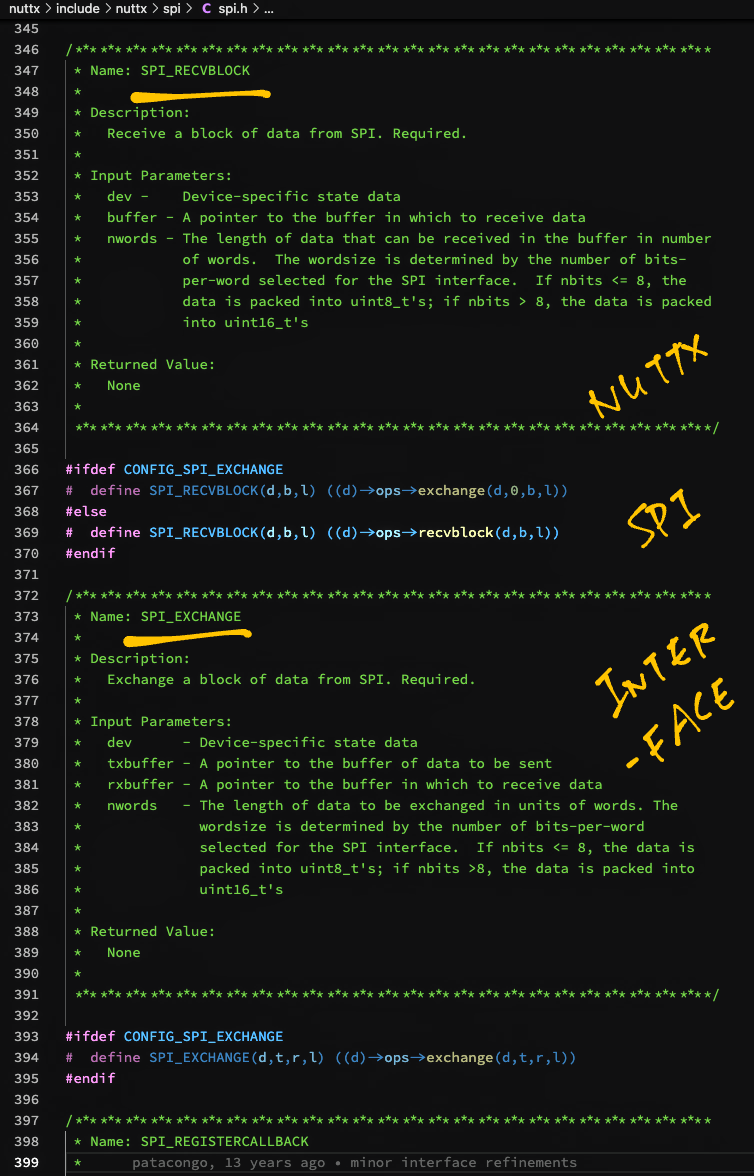 nuttx > include > nuttx > spi > C spi.h > ...
345
346 /****************************************************************************
347 * Name: SPI_RECVBLOCK
348 *
349 * Description:
350 *   Receive a block of data from SPI. Required.
351 *
352 * Input Parameters:
353 *   dev -    Device-specific state data
354 *   buffer - A pointer to the buffer in which to receive data
355 *   nwords - The length of data that can be received in the buffer in number
356 *            of words.  The wordsize is determined by the number of bits-
357 *            per-word selected for the SPI interface.  If nbits <= 8, the
358 *            data is packed into uint8_t's; if nbits > 8, the data is packed
359 *            into uint16_t's
360 *
361 * Returned Value:
362 *   None
363 *
364 ****************************************************************************/
365
366 #ifdef CONFIG_SPI_EXCHANGE
367 #  define SPI_RECVBLOCK(d,b,l) ((d)->ops->exchange(d,0,b,l))
368 #else
369 #  define SPI_RECVBLOCK(d,b,l) ((d)->ops->recvblock(d,b,l))
370 #endif
371
372 /****************************************************************************
373 * Name: SPI_EXCHANGE
374 *
375 * Description:
376 *   Exchange a block of data from SPI. Required.
377 *
378 * Input Parameters:
379 *   dev      - Device-specific state data
380 *   txbuffer - A pointer to the buffer of data to be sent
381 *   rxbuffer - A pointer to the buffer in which to receive data
382 *   nwords   - The length of data to be exchanged in units of words. The
383 *              wordsize is determined by the number of bits-per-word
384 *              selected for the SPI interface.  If nbits <= 8, the data is
385 *              packed into uint8_t's; if nbits >8, the data is packed into
386 *              uint16_t's
387 *
388 * Returned Value:
389 *   None
390 *
391 ****************************************************************************/
392
393 #ifdef CONFIG_SPI_EXCHANGE
394 #  define SPI_EXCHANGE(d,t,r,l) ((d)->ops->exchange(d,t,r,l))
395 #endif
396
397 /****************************************************************************
398 * Name: SPI_REGISTERCALLBACK
399 *      patacongo, 13 years ago • minor interface refinements
NUTTX
SPI
INTER
-FACE